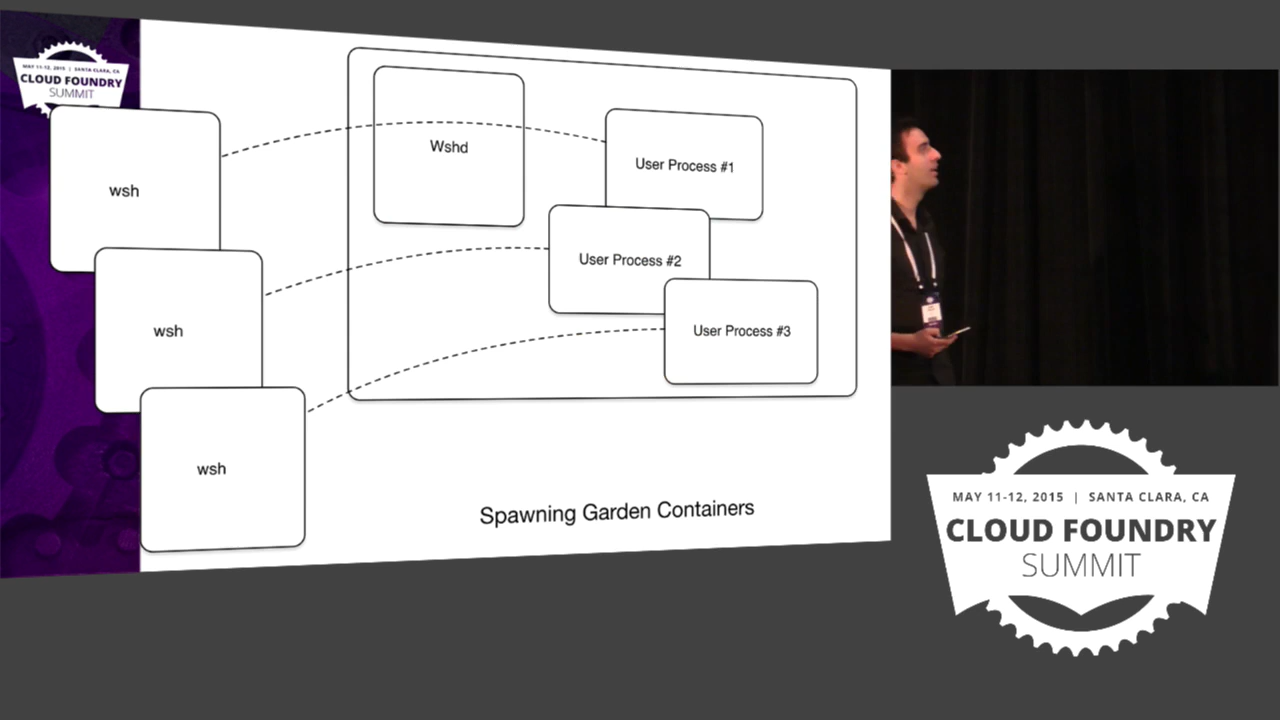 MAY 11-12, 2015 | SANTA CLARA, CA
CLOUD FOUNDRY
SUMMIT
wsh
wsh
wsh
Wshd
User Process #1
User Process #2
User Process #3
Spawning Garden Containers
MAY 11-12, 2015 | SANTA CLARA, CA
CLOUD FOUNDRY
SUMMIT